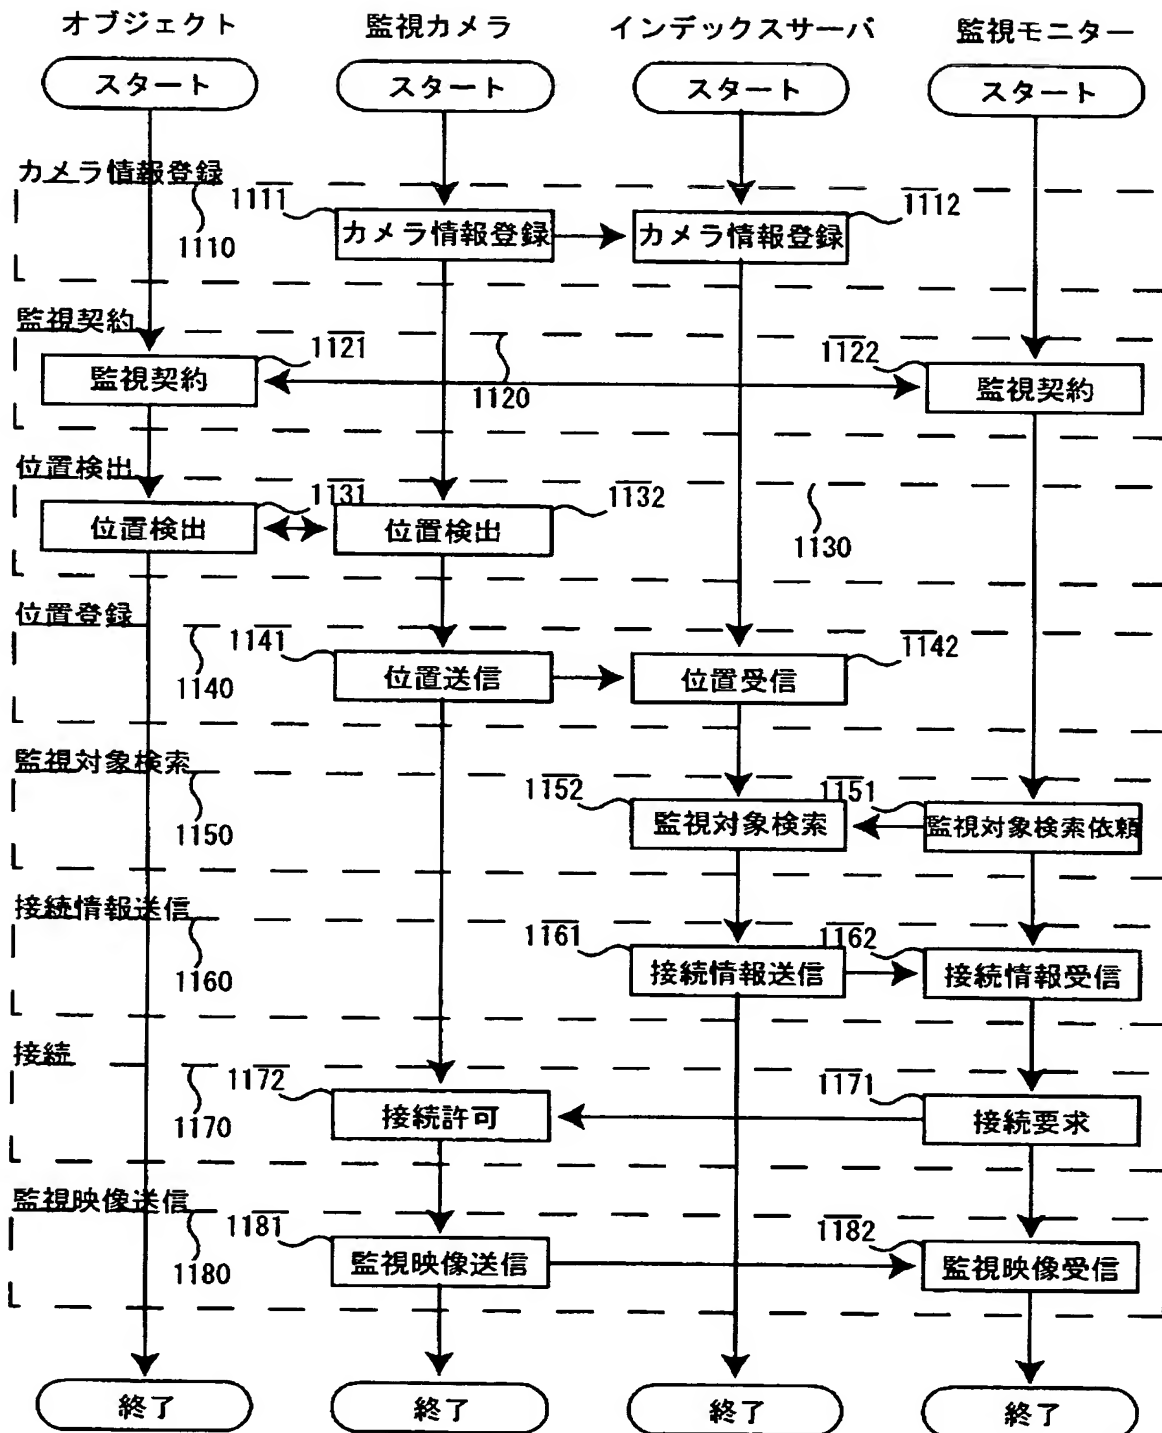 オブジェクト 監視カメラ インデックスサーバ 監視モニター
スタート スタート スタート スタート
カメラ情報登録
1111 1112
カメラ情報登録 カメラ情報登録
1110
監視契約
1121 1122
監視契約 監視契約
1120
位置検出
1131 1132
位置検出 位置検出
1130
位置登録
1141 1142
位置送信 位置受信
1140
監視対象検索
1152 1151
監視対象検索 監視対象検索依頼
1150
接続情報送信
1161 1162
接続情報送信 接続情報受信
1160
接続
1172 1171
接続許可 接続要求
1170
監視映像送信
1181 1182
監視映像送信 監視映像受信
1180
終了 終了 終了 終了